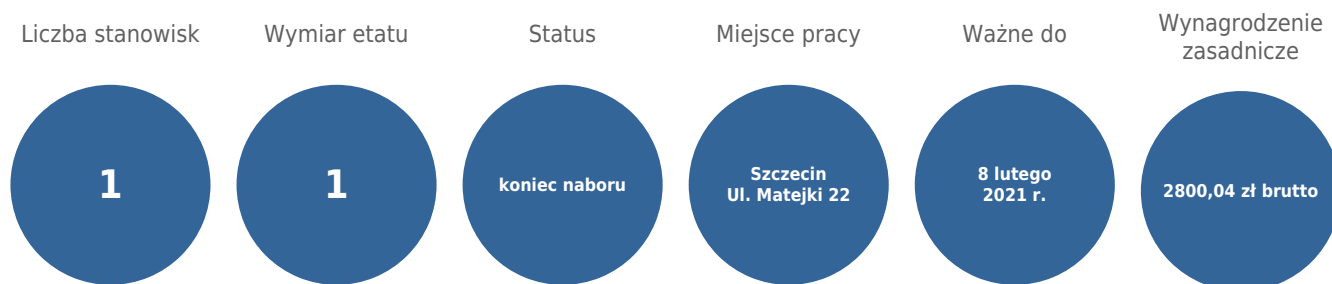 Liczba stanowisk
1
Wymiar etatu
1
Status
koniec naboru
Miejsce pracy
Szczecin
Ul. Matejki 22
Ważne do
8 lutego
2021 r.
Wynagrodzenie
zasadnicze
2800,04 zł brutto